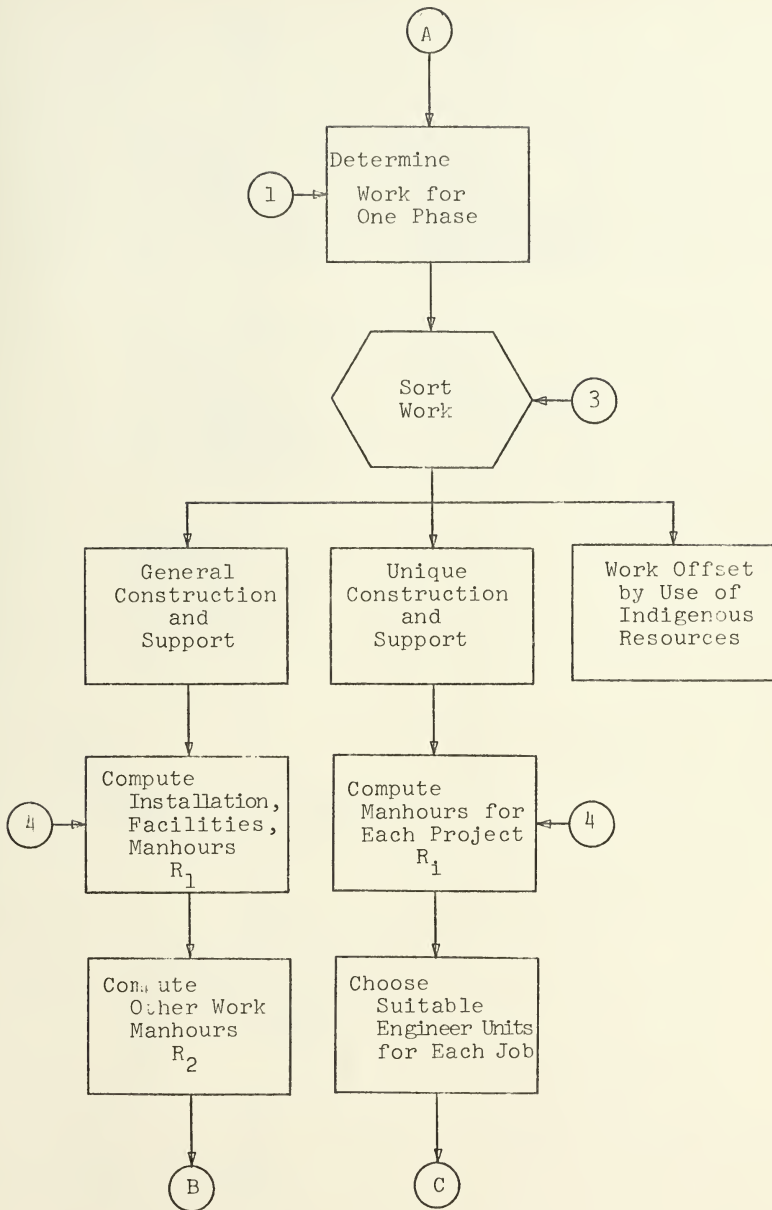 A
Determine
Work for
One Phase
1
Sort
Work
3
General
Construction
and
Support
Unique
Construction
and
Support
Work Offset
by Use of
Indigenous
Resources
4
Compute
Installation,
Facilities,
Manhours
R₁
Compute
Manhours for
Each Project
Rᵢ
4
Compute
Other Work
Manhours
R₂
Choose
Suitable
Engineer Units
for Each Job
B
C